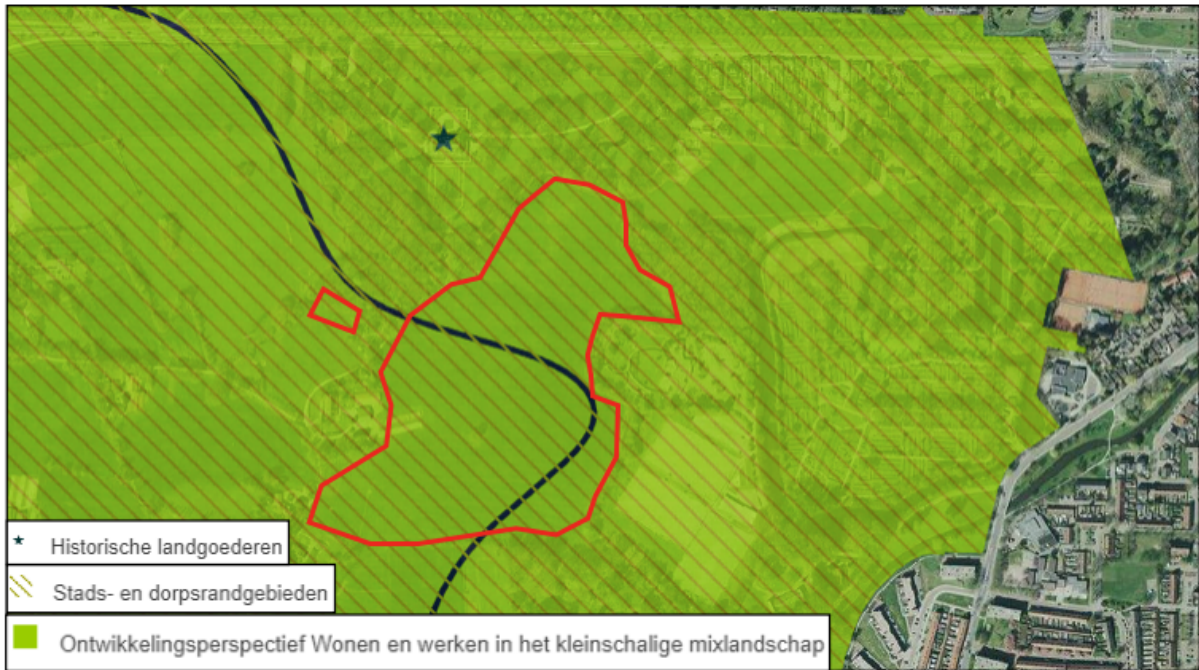 Historische landgoederen
Stads- en dorpsrandgebieden
Ontwikkelingsperspectief Wonen en werken in het kleinschalige mixlandschap